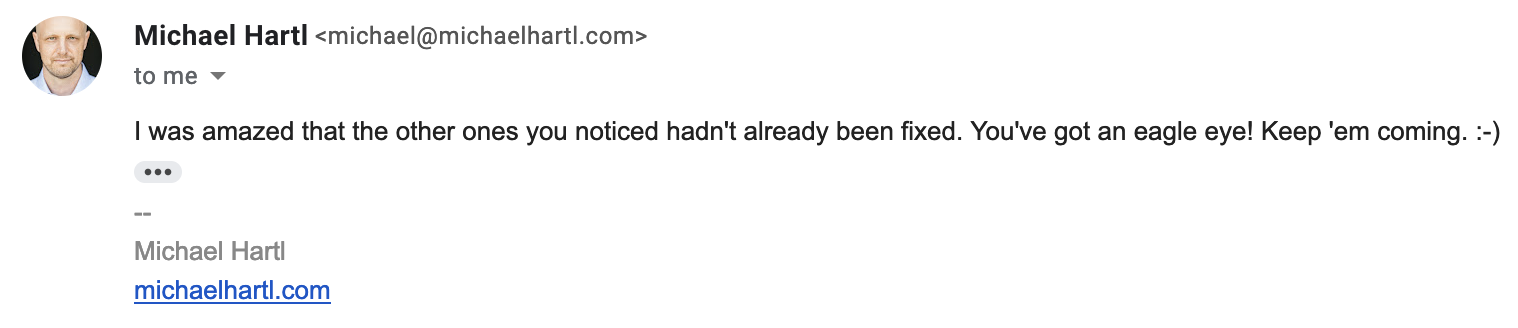 Michael Hartl <michael@michaelhartl.com>
to me
I was amazed that the other ones you noticed hadn't already been fixed. You've got an eagle eye! Keep 'em coming. :-)
•••
--
Michael Hartl
michaelhartl.com